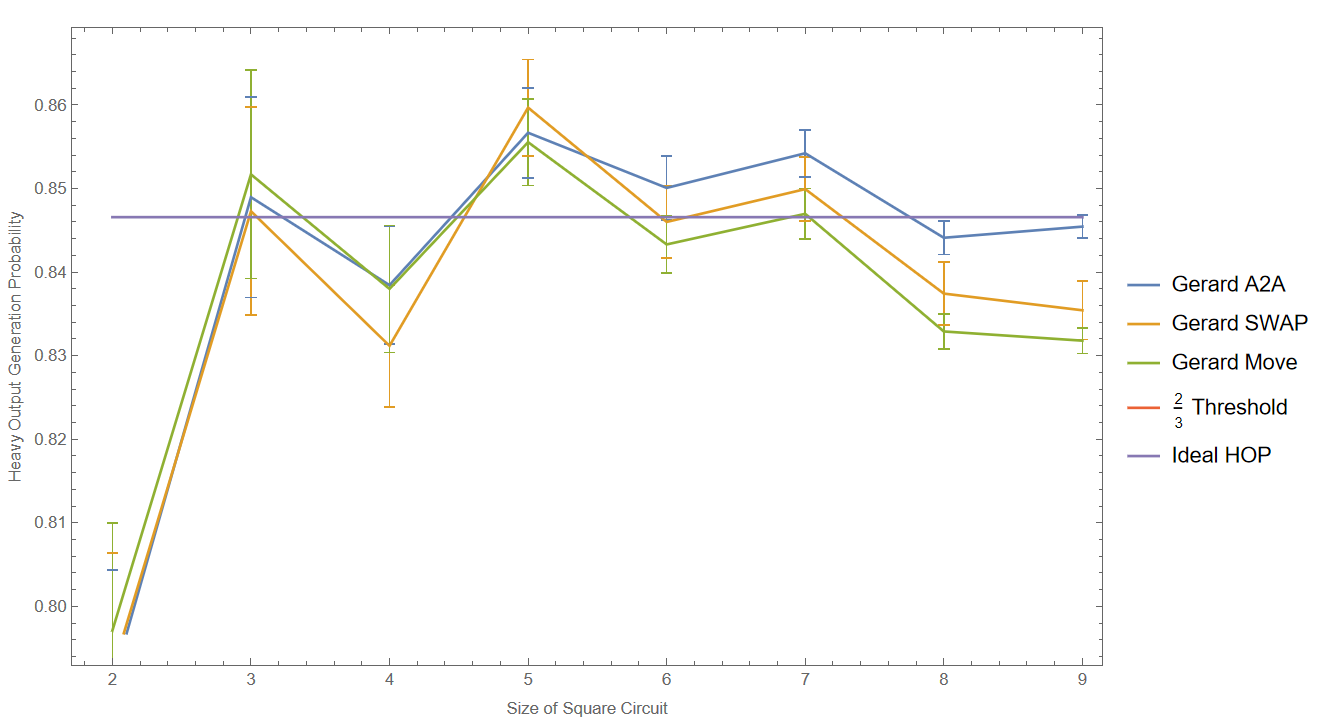 Heavy Output Generation Probability
0.86
0.85
0.84
0.83
0.82
0.81
0.80
2 3 4 5 6 7 8 9
Size of Square Circuit
Gerard A2A
Gerard SWAP
Gerard Move
2/3 Threshold
Ideal HOP